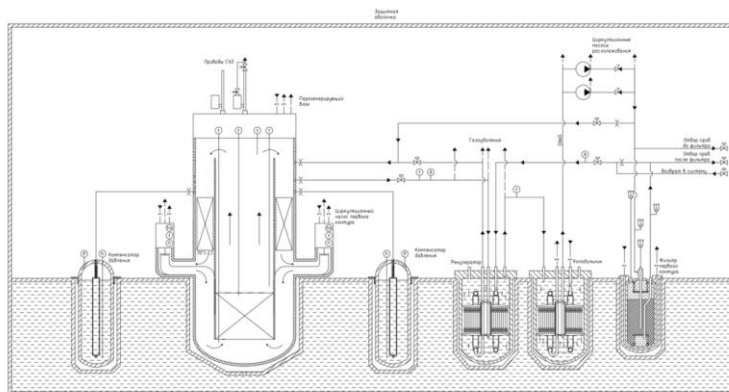 Защитная
оболочка
Циркуляционные
насосы
расхолаживания
Приводы СУЗ
Парогенерирующий
блок
Газоудаление
Отбор проб
до фильтра
Отбор проб
после фильтра
Возврат в систему
Циркуляционный
насос первого
контура
Компенсатор
давления
Компенсатор
давления
Рекуператор
Холодильник
Фильтр
первого
контура